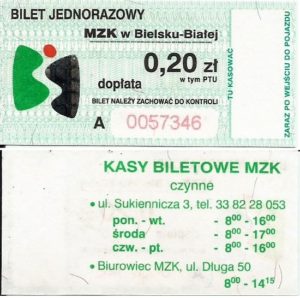 BILET JEDNORAZOWY
MZK w Bielsku-Białej
0,20 zł
w tym PTU
dopłata
BILET NALEŻY ZACHOWAĆ DO KONTROLI
A 0057346
TU KASOWAĆ
ZARAZ PO WEJŚCIU DO POJAZDU
KASY BILETOWE MZK
czynne
• ul. Sukiennicza 3, tel. 33 82 28 053
pon. - wt. - 8⁰⁰ - 16⁰⁰
środa - 8⁰⁰ - 17⁰⁰
czw. - pt. - 8⁰⁰ - 16⁰⁰
• Biurowiec MZK, ul. Długa 50
8⁰⁰ - 14¹⁵